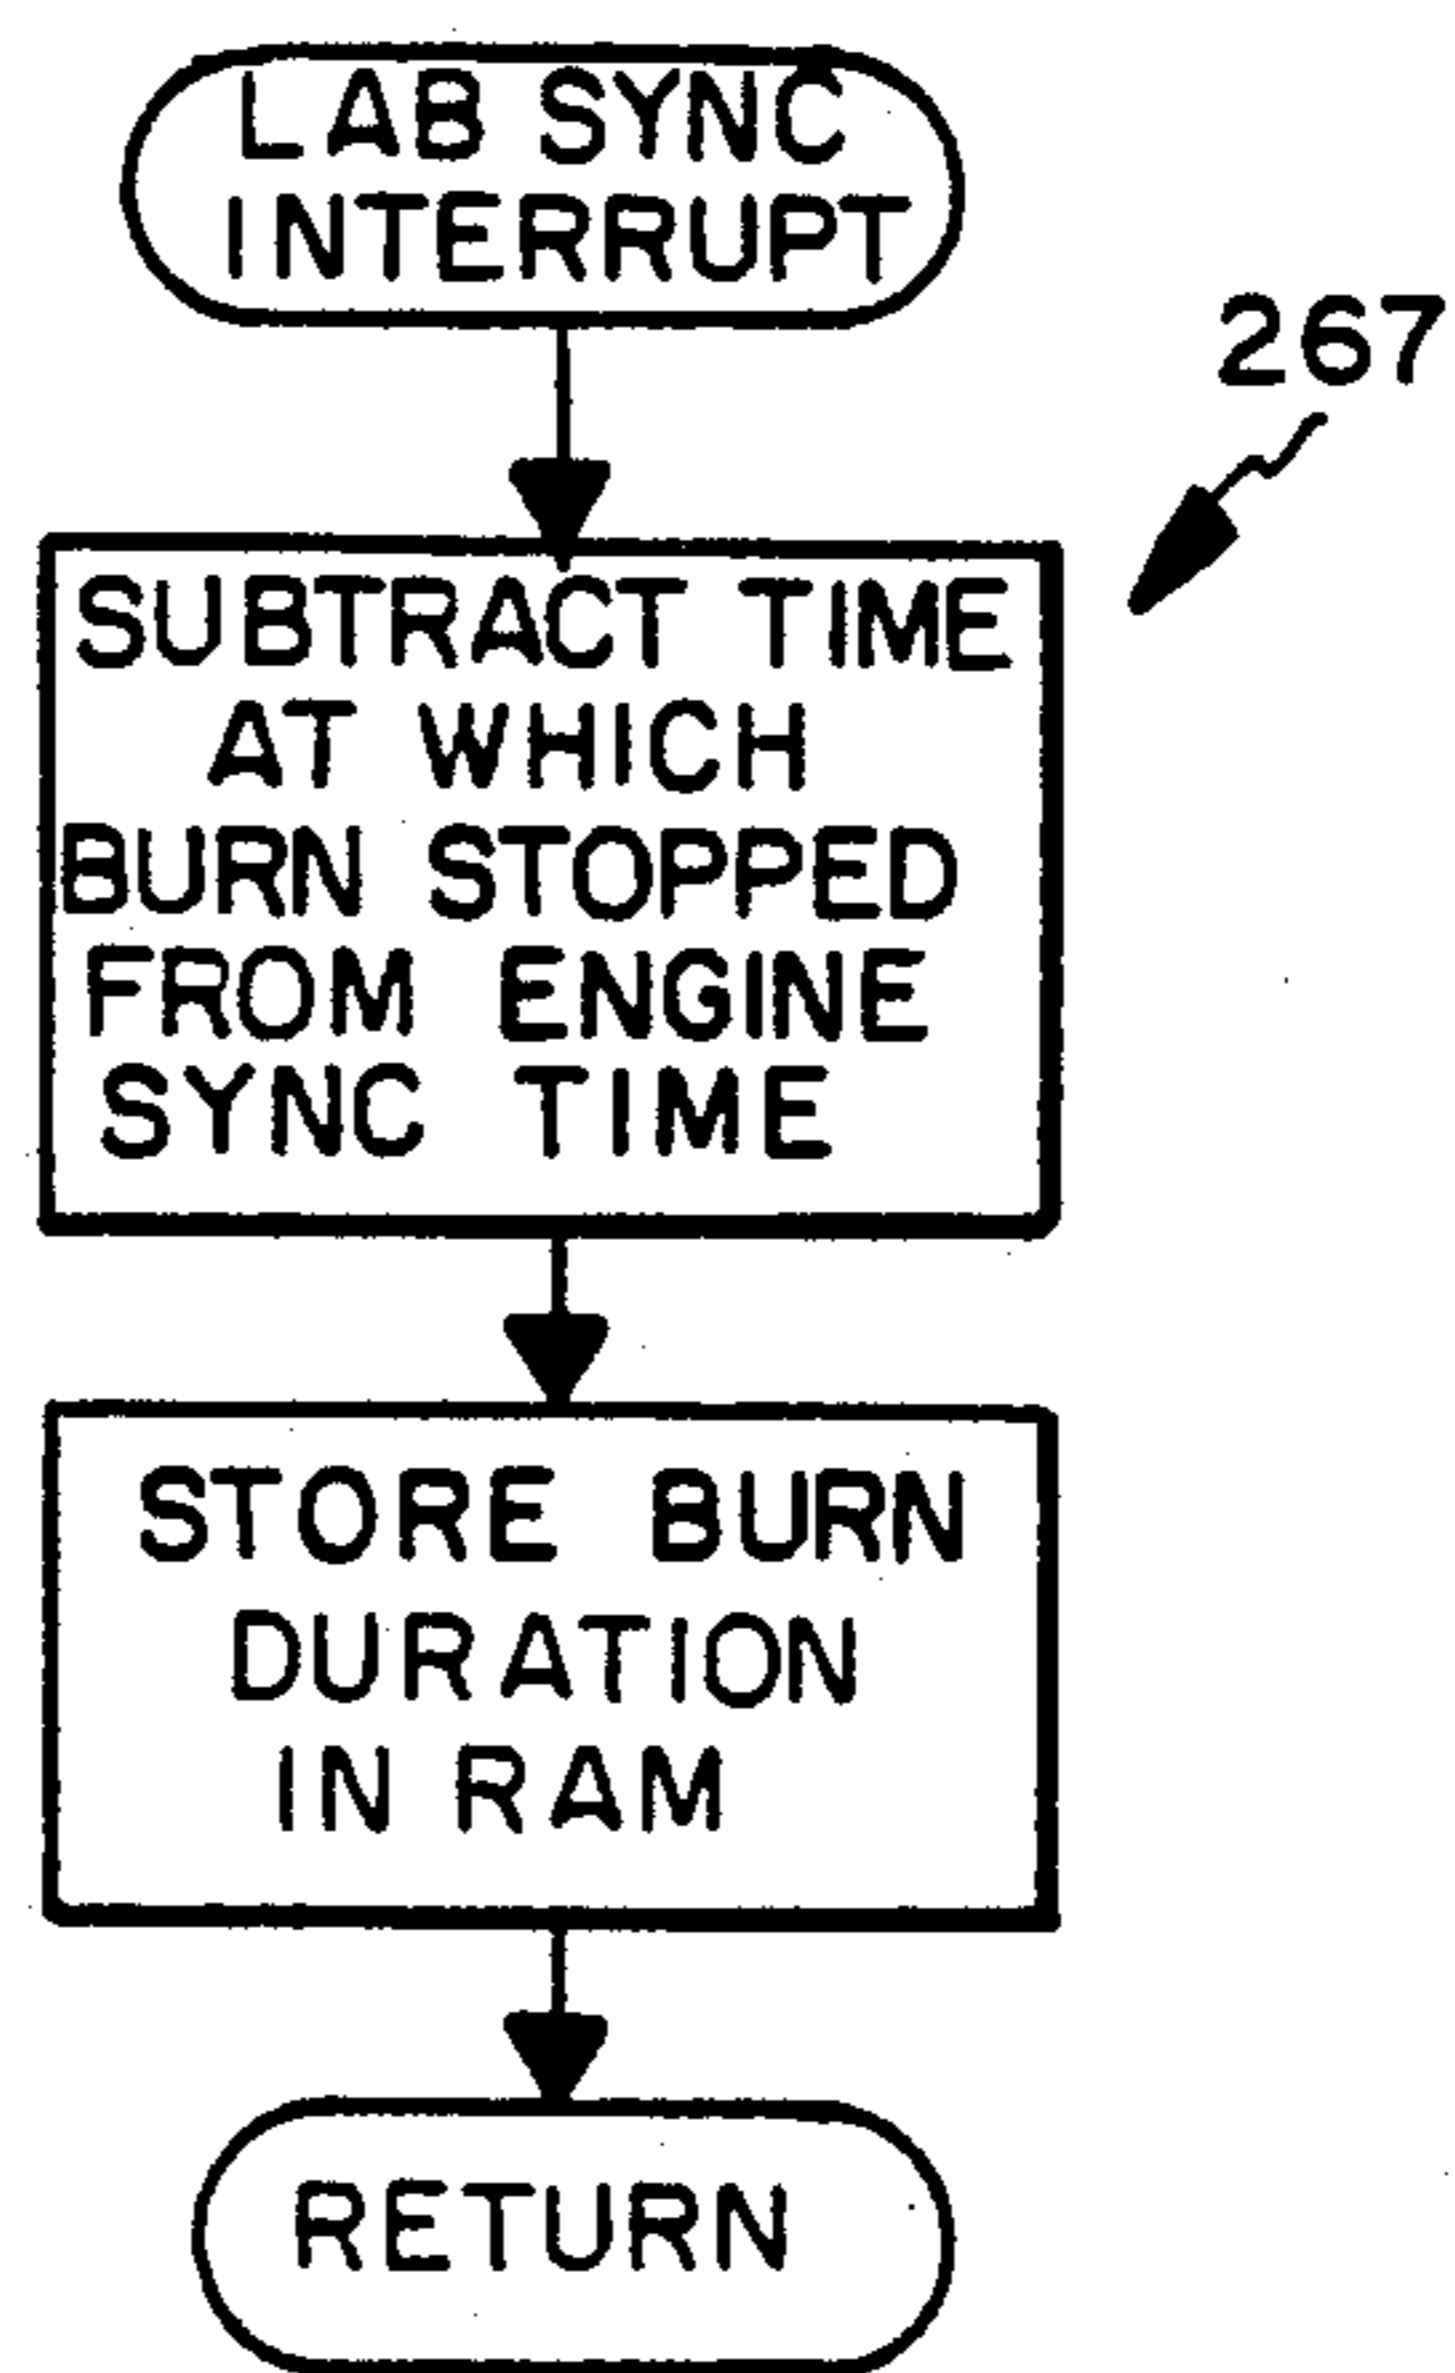 LAB SYNC
INTERRUPT
267
SUBTRACT TIME
AT WHICH
BURN STOPPED
FROM ENGINE
SYNC TIME
STORE BURN
DURATION
IN RAM
RETURN